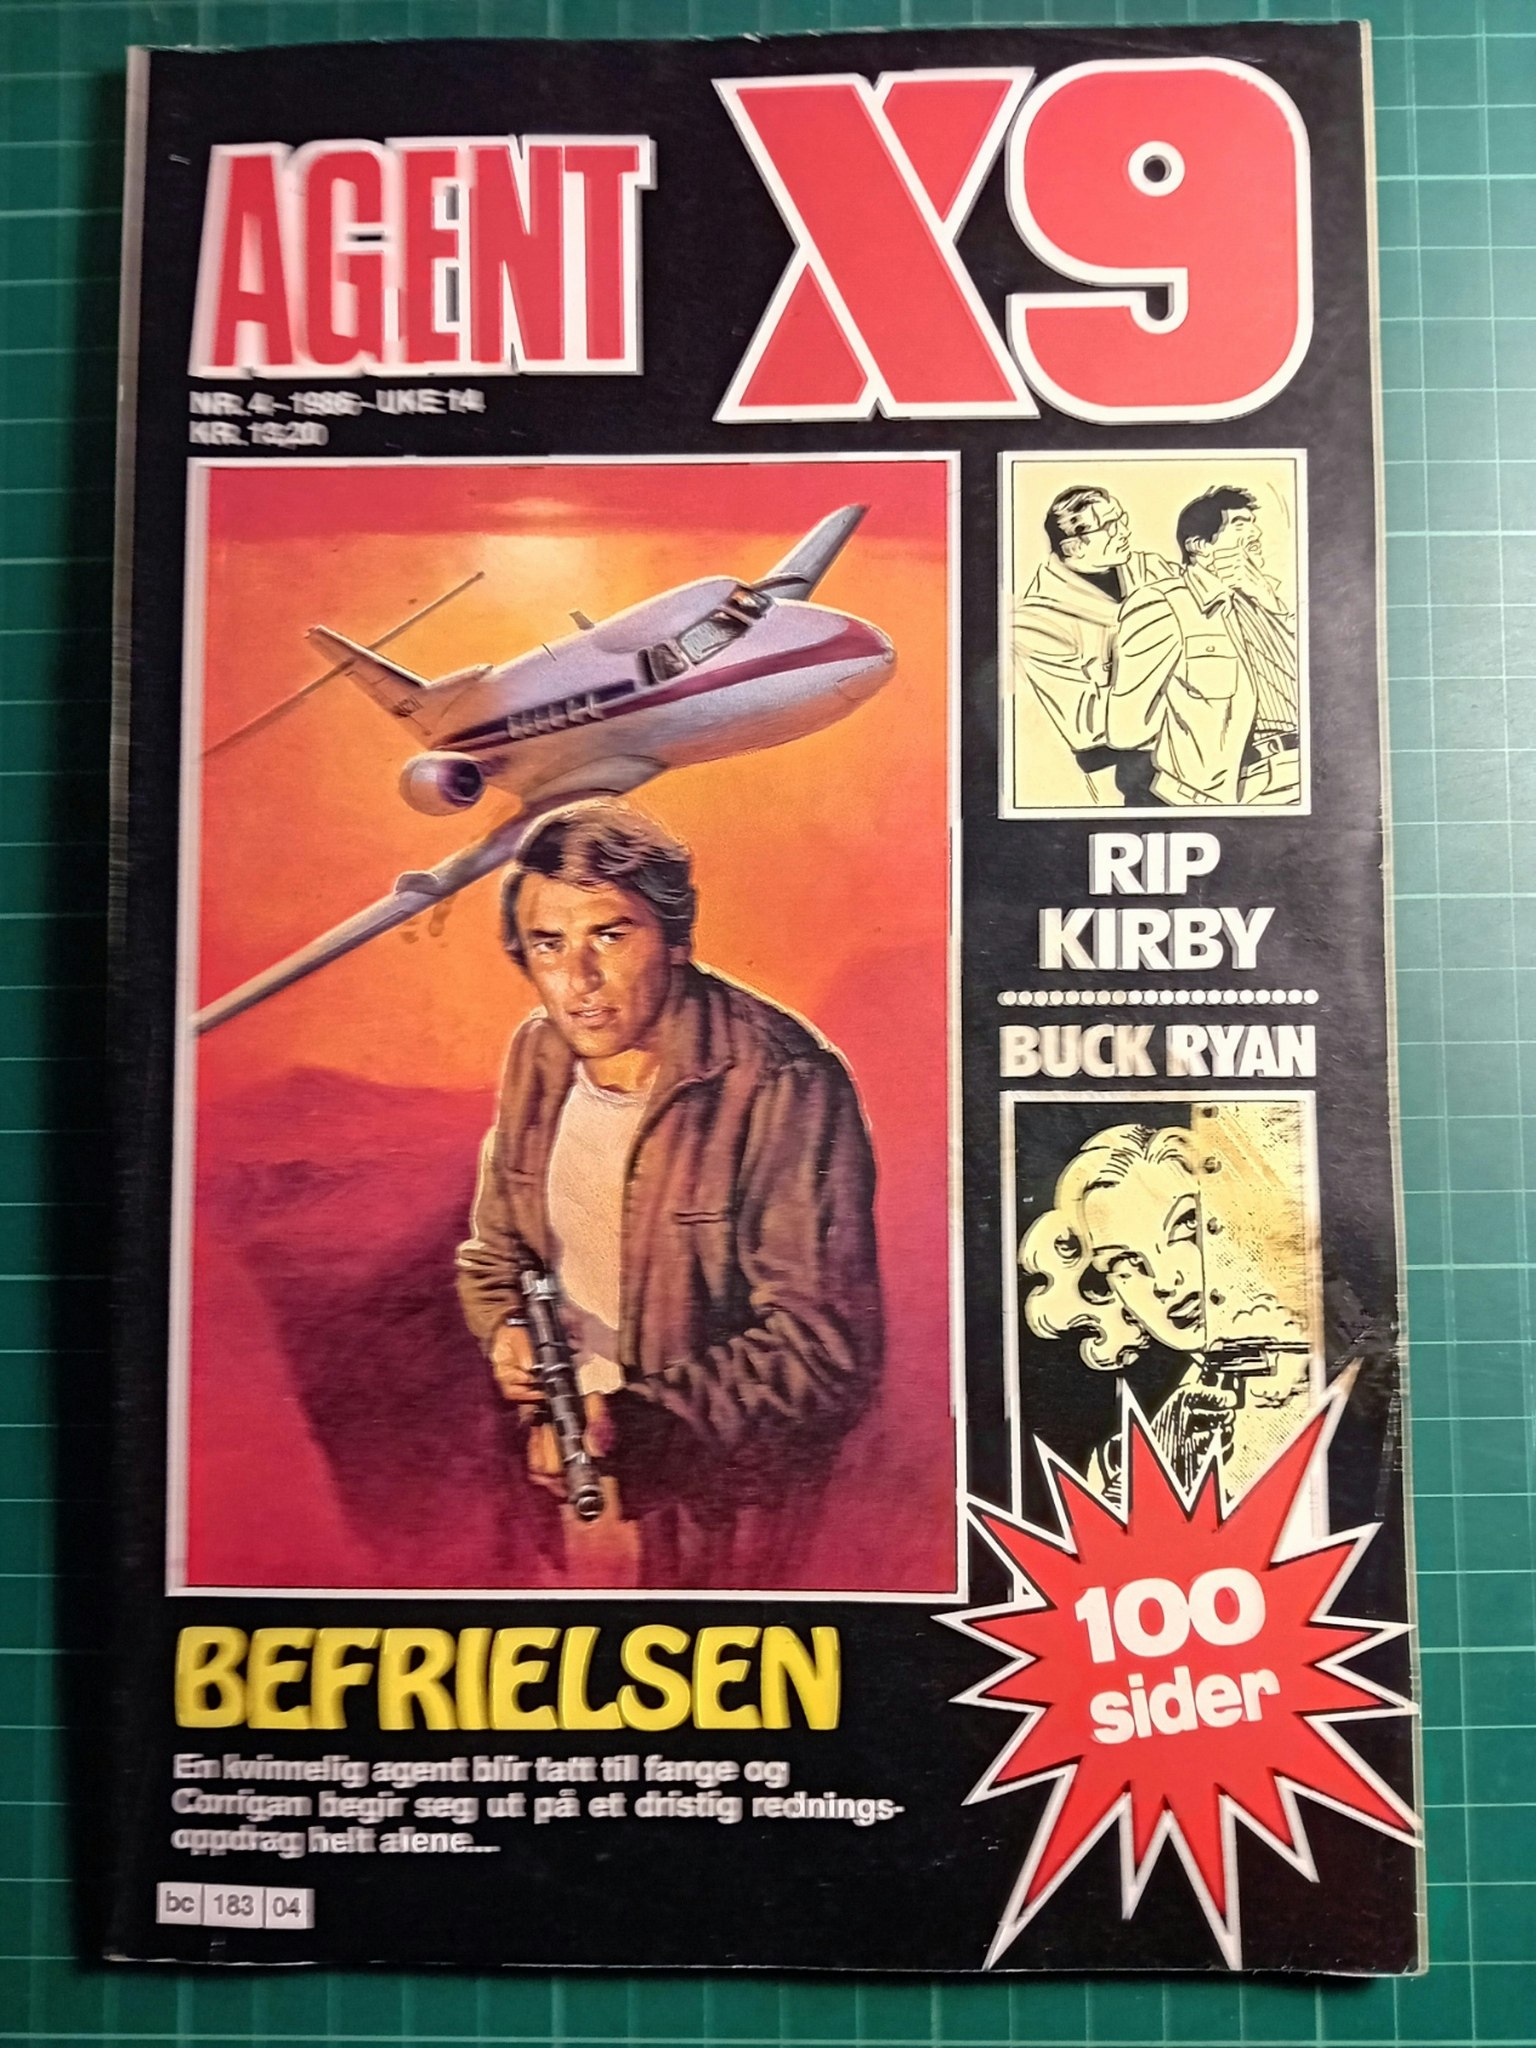 AGENT X9
NR. 4 - 1986 - UKE 14
KR. 13,20
RIP
KIRBY
BUCK RYAN
100
sider
BEFRIELSEN
En kvinnelig agent blir tatt til fange og
Corrigan begir seg ut på et dristig rednings-
oppdrag helt alene...
bc 183 04